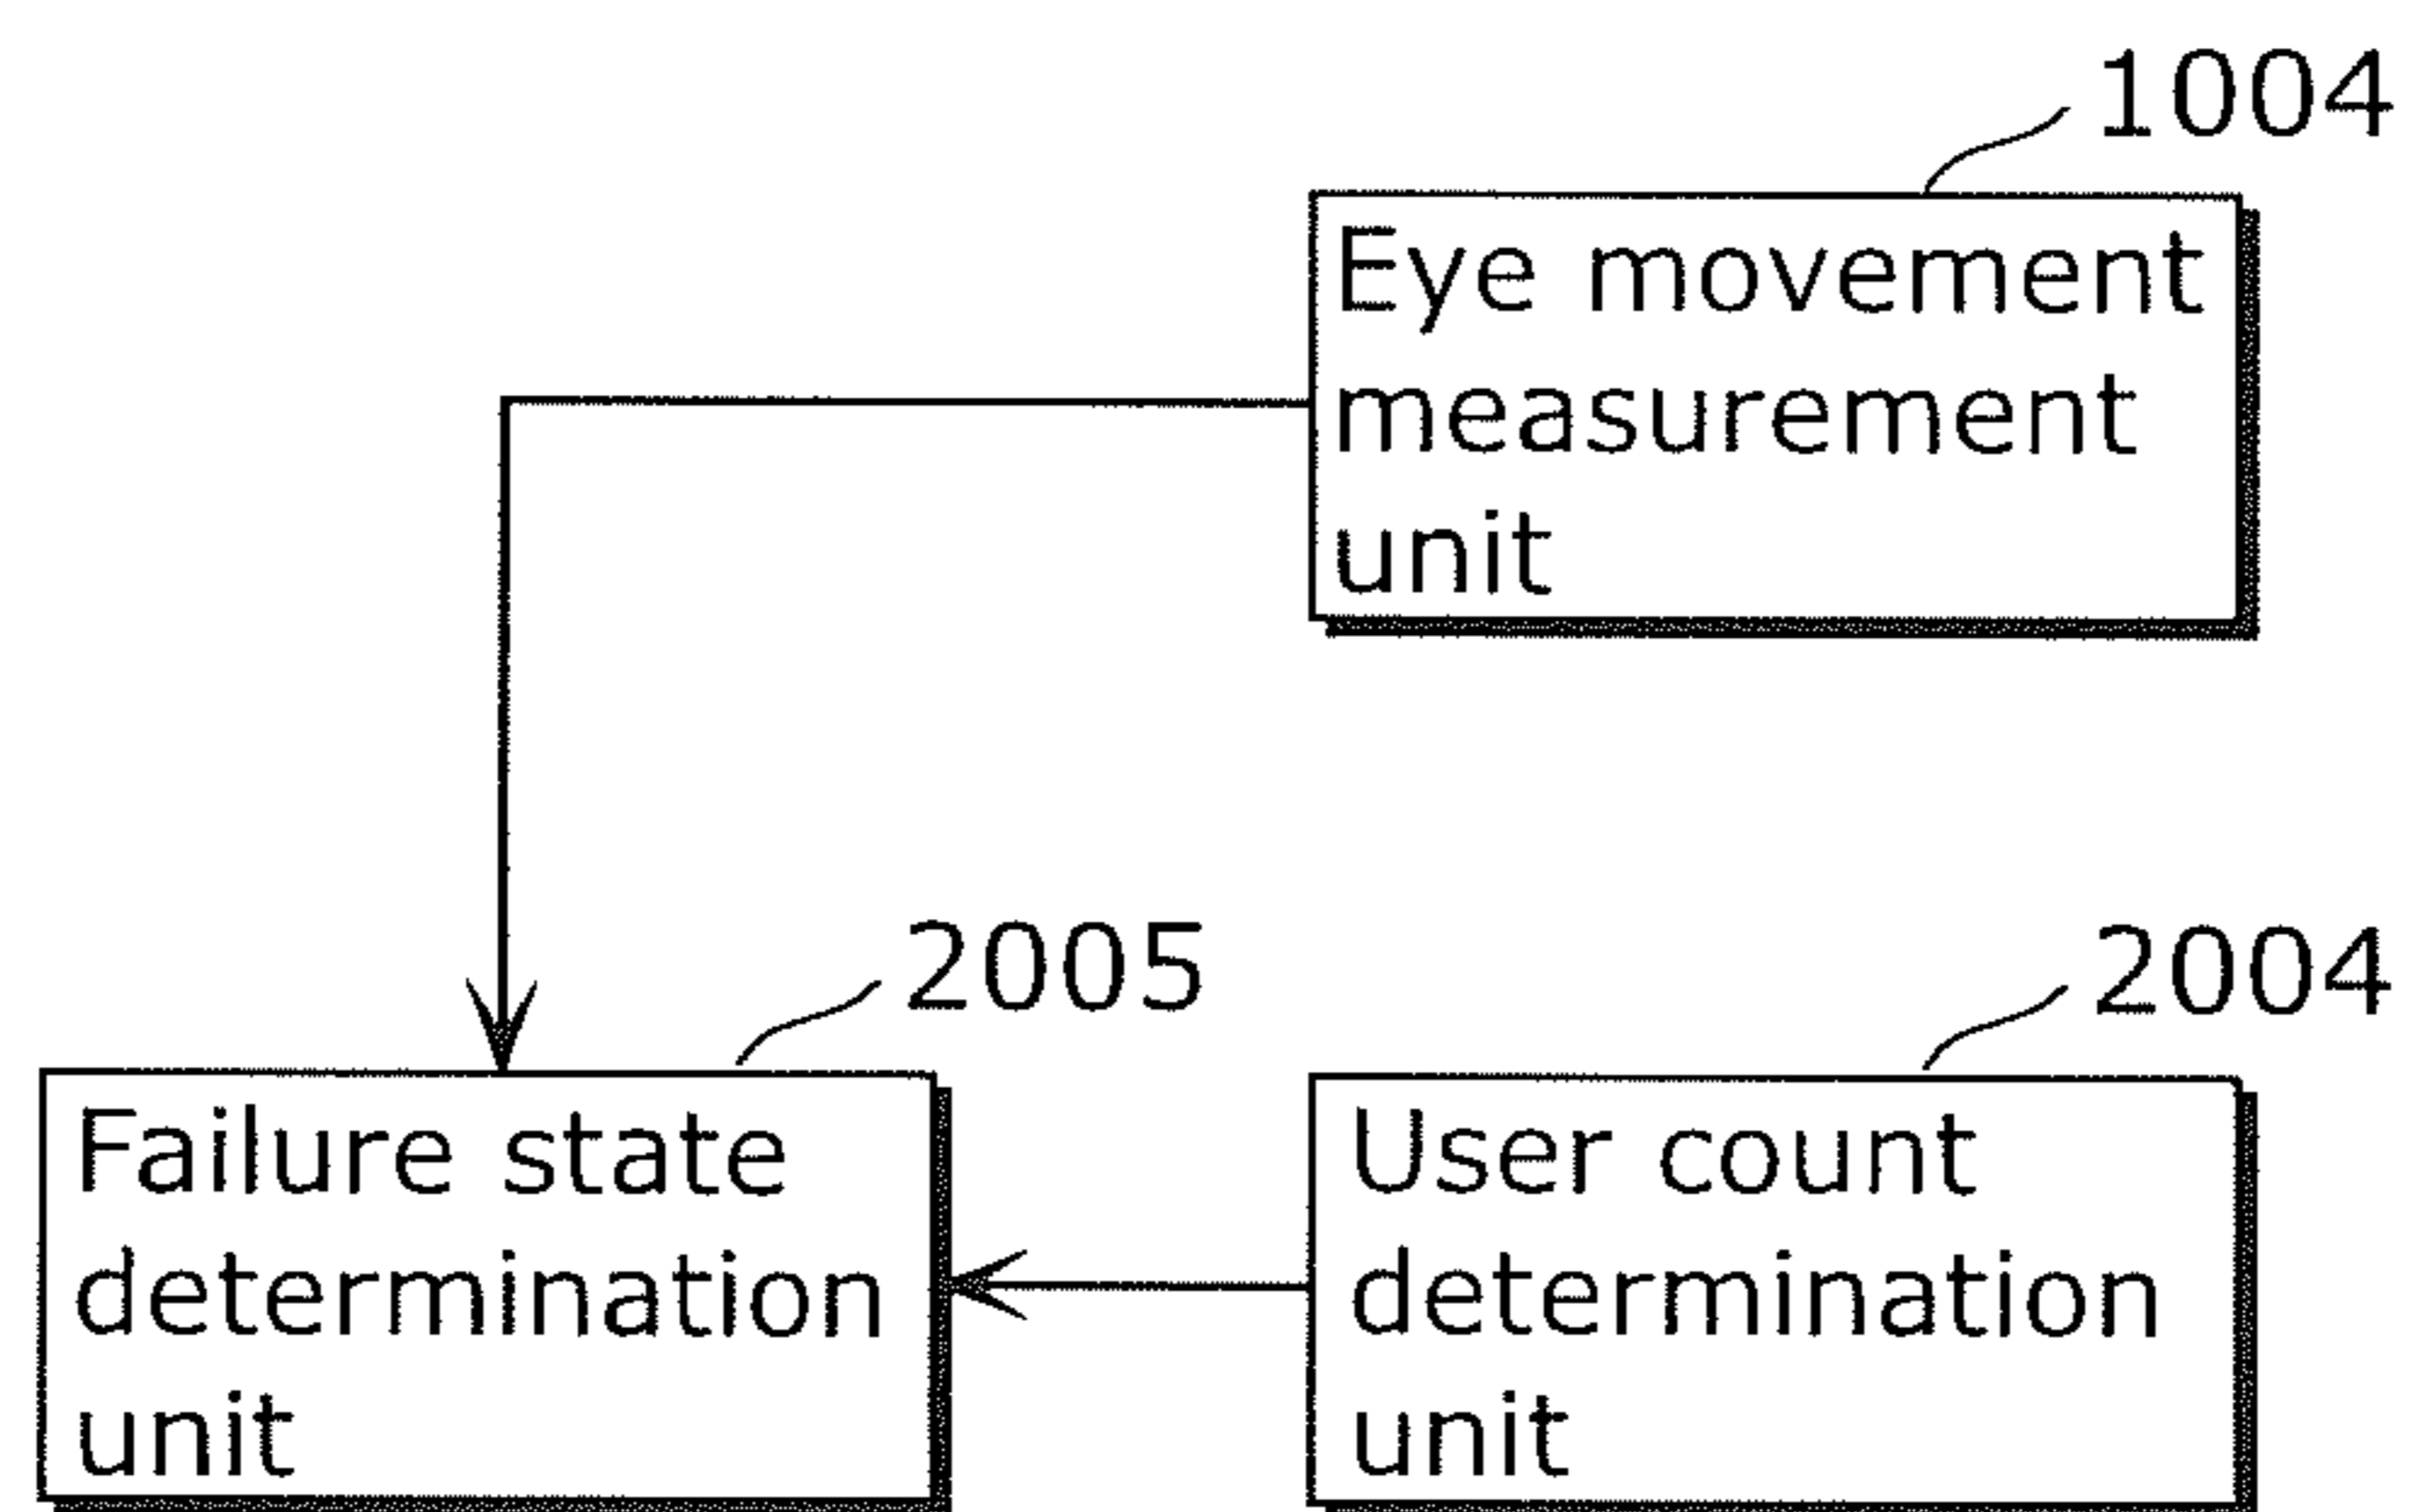 1004
Eye movement
measurement
unit
2005
Failure state
determination
unit
2004
User count
determination
unit